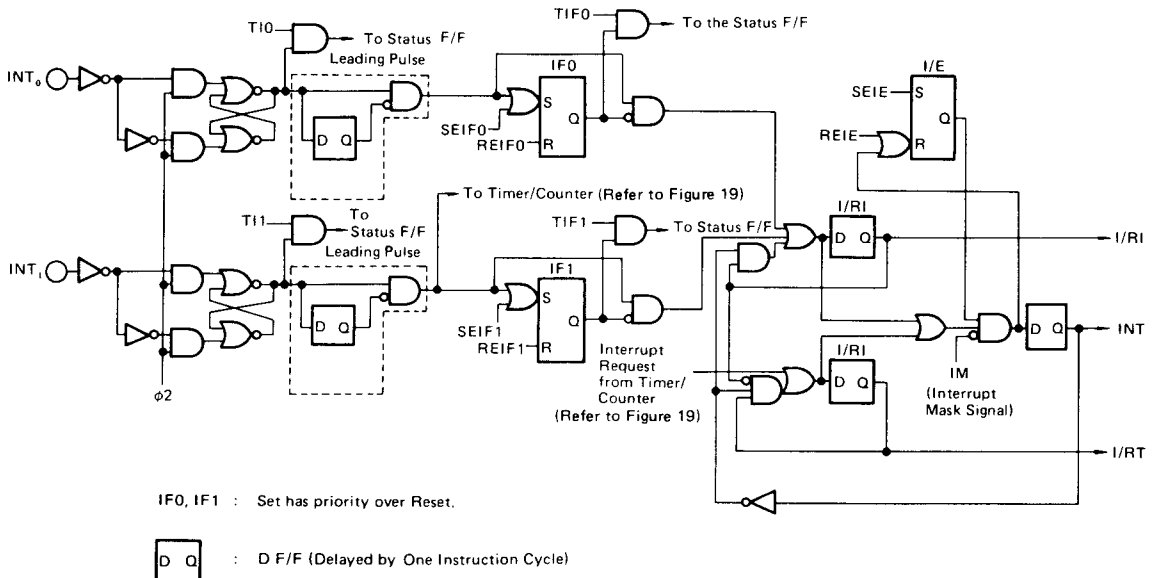 TI0
To Status F/F
Leading Pulse
INT₀
D Q
TIF0
To the Status F/F
IF0
S
Q
R
SEIF0
REIF0
I/E
SEIE
S
Q
REIE
R
To Timer/Counter (Refer to Figure 19)
TI1
To
Status F/F
Leading Pulse
INT₁
D Q
φ2
TIF1
To Status F/F
IF1
S
Q
R
SEIF1
REIF1
I/RI
D Q
I/RI
Interrupt
Request
from Timer/
Counter
(Refer to Figure 19)
I/RI
D Q
D Q
INT
IM
(Interrupt
Mask Signal)
I/RT
IF0, IF1 : Set has priority over Reset.
D Q : D F/F (Delayed by One Instruction Cycle)